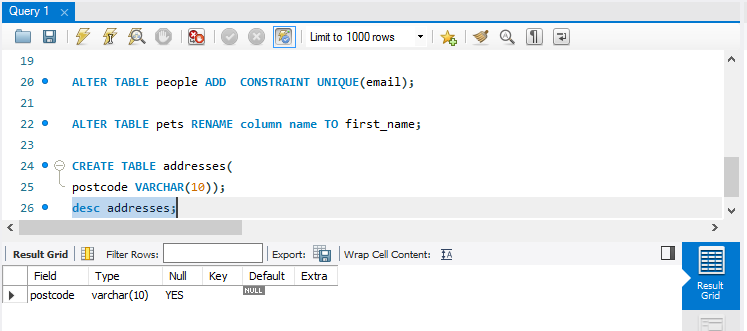 Query 1
Limit to 1000 rows
19
20 ALTER TABLE people ADD  CONSTRAINT UNIQUE(email);
21
22 ALTER TABLE pets RENAME column name TO first_name;
23
24 CREATE TABLE addresses(
25 postcode VARCHAR(10));
26 desc addresses;
Result Grid Filter Rows: Export: Wrap Cell Content: IA
Field Type Null Key Default Extra
postcode varchar(10) YES NULL
Result
Grid